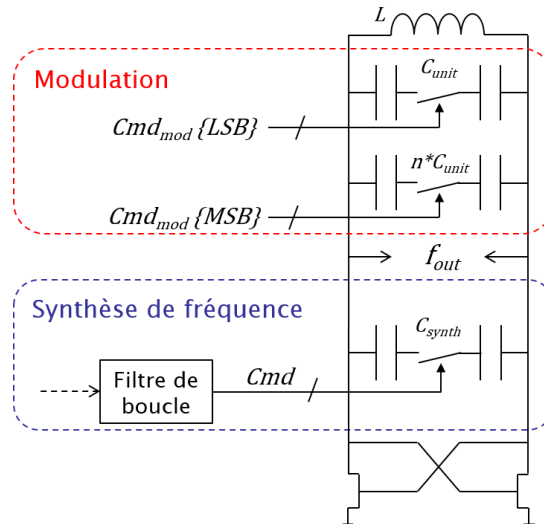 L
Modulation
C_unit
Cmd_mod {LSB}
n*C_unit
Cmd_mod {MSB}
f_out
Synthèse de fréquence
C_synth
Filtre de
boucle
Cmd